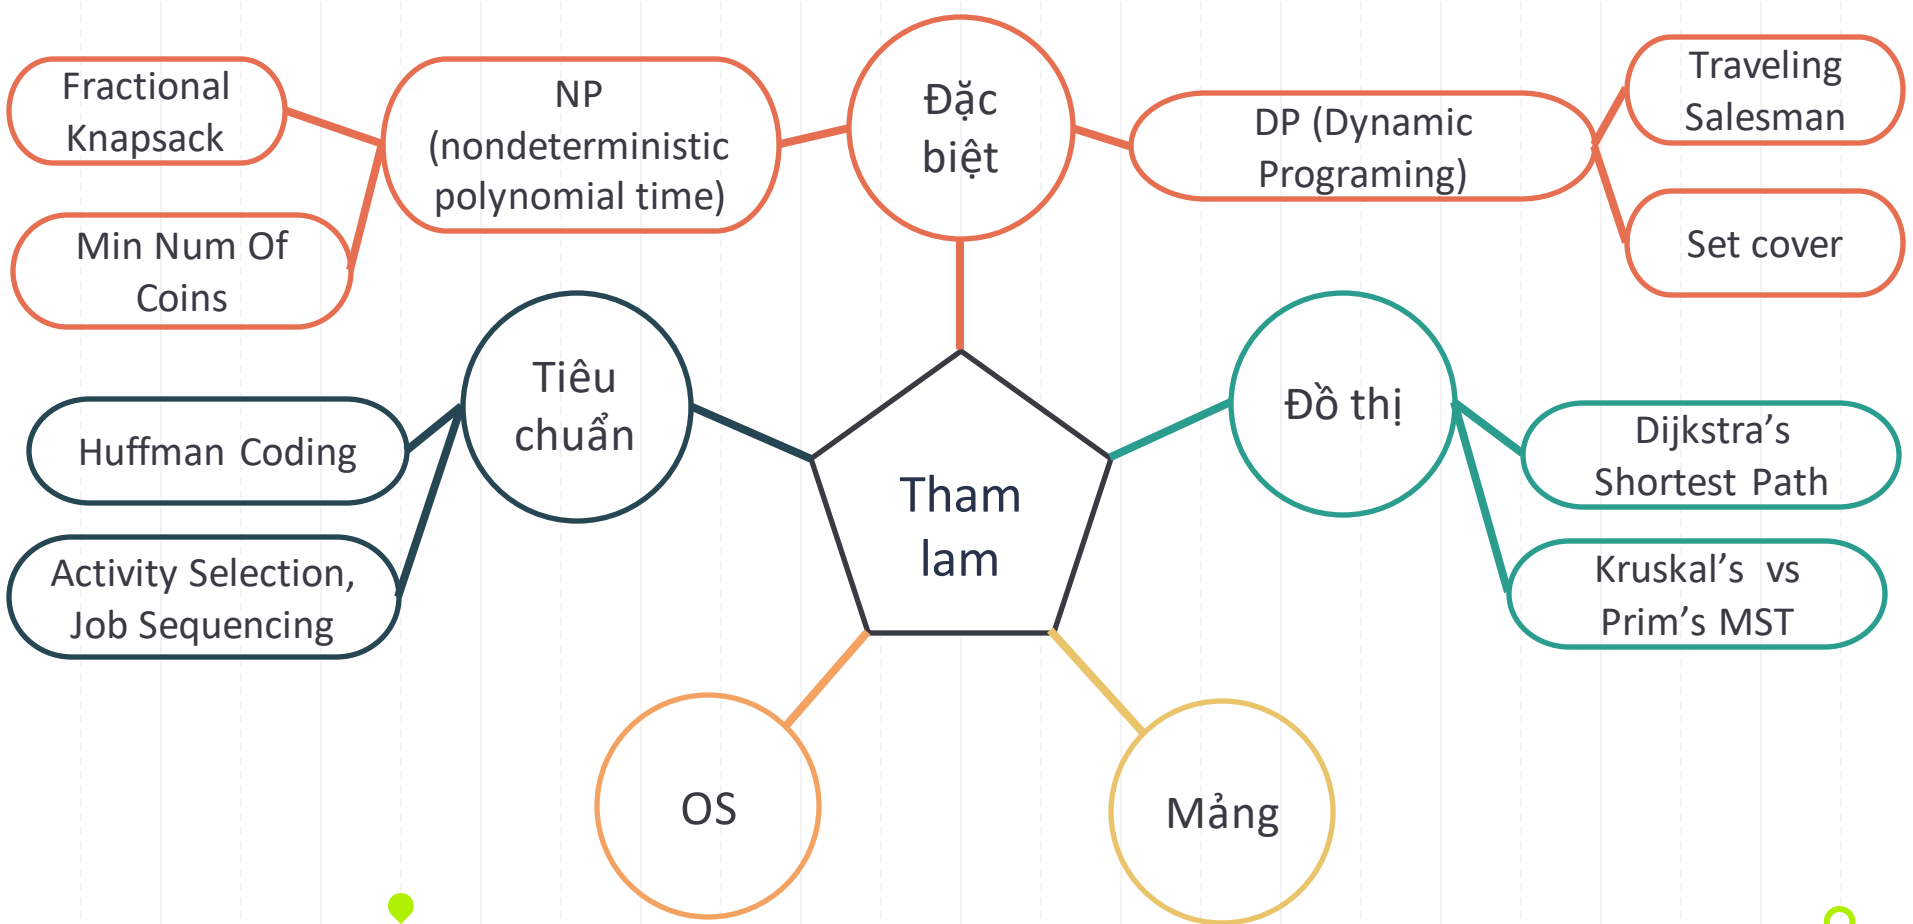 Fractional
Knapsack
NP
(nondeterministic
polynomial time)
Đặc
biệt
DP (Dynamic
Programing)
Traveling
Salesman
Min Num Of
Coins
Set cover
Tiêu
chuẩn
Đồ thị
Huffman Coding
Dijkstra’s
Shortest Path
Tham
lam
Activity Selection,
Job Sequencing
Kruskal’s vs
Prim’s MST
OS
Mảng